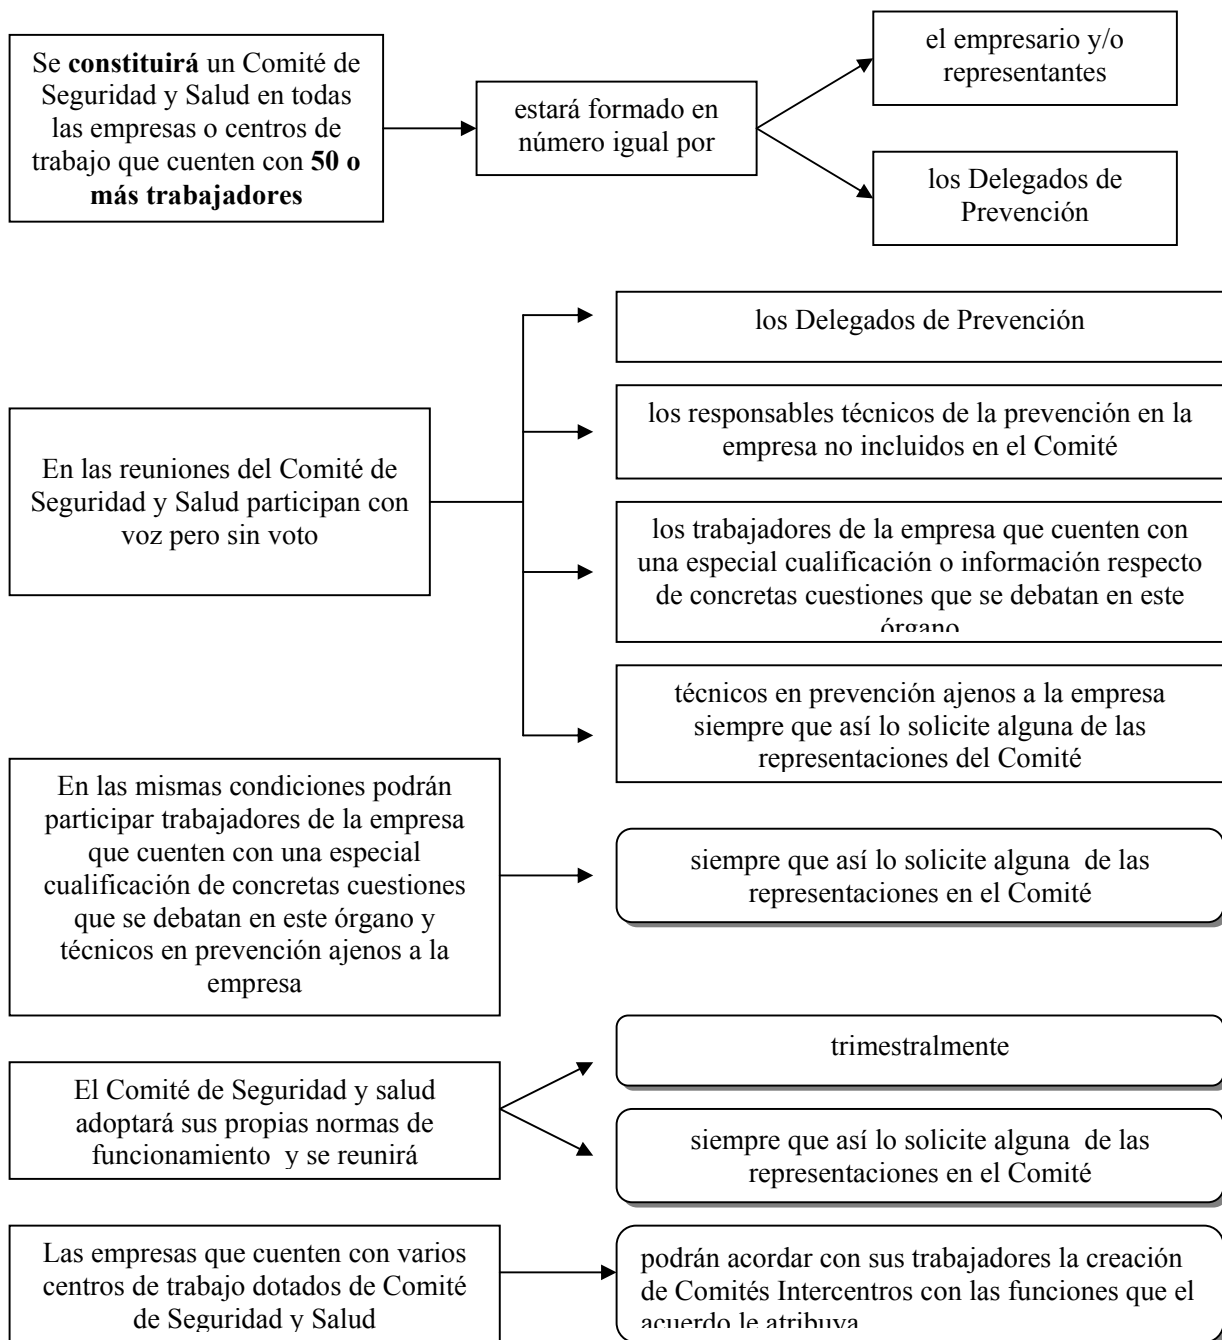 Se constituirá un Comité de
Seguridad y Salud en todas
las empresas o centros de
trabajo que cuenten con 50 o
más trabajadores
estará formado en
número igual por
el empresario y/o
representantes
los Delegados de
Prevención
En las reuniones del Comité de
Seguridad y Salud participan con
voz pero sin voto
los Delegados de Prevención
los responsables técnicos de la prevención en la
empresa no incluidos en el Comité
los trabajadores de la empresa que cuenten con
una especial cualificación o información respecto
de concretas cuestiones que se debatan en este
órgano
técnicos en prevención ajenos a la empresa
siempre que así lo solicite alguna de las
representaciones del Comité
En las mismas condiciones podrán
participar trabajadores de la empresa
que cuenten con una especial
cualificación de concretas cuestiones
que se debatan en este órgano y
técnicos en prevención ajenos a la
empresa
siempre que así lo solicite alguna de las
representaciones en el Comité
El Comité de Seguridad y salud
adoptará sus propias normas de
funcionamiento y se reunirá
trimestralmente
siempre que así lo solicite alguna de las
representaciones en el Comité
Las empresas que cuenten con varios
centros de trabajo dotados de Comité
de Seguridad y Salud
podrán acordar con sus trabajadores la creación
de Comités Intercentros con las funciones que el
acuerdo le atribuya